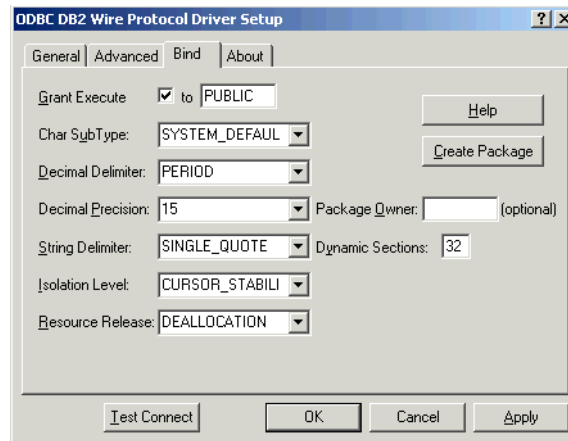 ODBC DB2 Wire Protocol Driver Setup ? ×
General Advanced Bind About
Grant Execute to PUBLIC
Help
Char SubType: SYSTEM_DEFAUL
Create Package
Decimal Delimiter: PERIOD
Decimal Precision: 15 Package Owner: (optional)
String Delimiter: SINGLE_QUOTE Dynamic Sections: 32
Isolation Level: CURSOR_STABILI
Resource Release: DEALLOCATION
Test Connect OK Cancel Apply